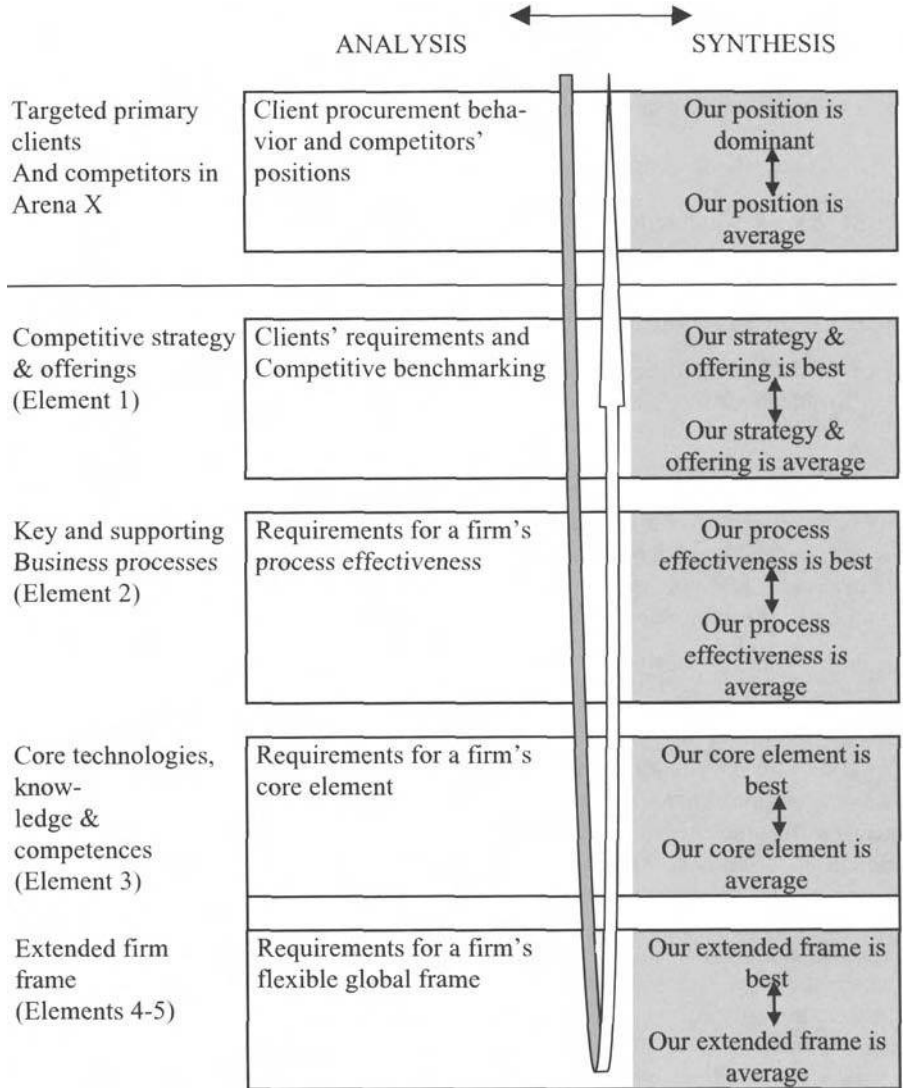 ANALYSIS
SYNTHESIS
Targeted primary
clients
And competitors in
Arena X
Client procurement beha-
vior and competitors'
positions
Our position is
dominant
Our position is
average
Competitive strategy
& offerings
(Element 1)
Clients' requirements and
Competitive benchmarking
Our strategy &
offering is best
Our strategy &
offering is average
Key and supporting
Business processes
(Element 2)
Requirements for a firm's
process effectiveness
Our process
effectiveness is best
Our process
effectiveness is
average
Core technologies,
know-
ledge &
competences
(Element 3)
Requirements for a firm's
core element
Our core element is
best
Our core element is
average
Extended firm
frame
(Elements 4-5)
Requirements for a firm's
flexible global frame
Our extended frame is
best
Our extended frame is
average